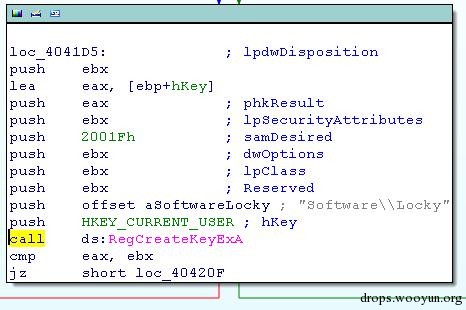 loc_4041D5: ; lpdwDisposition
push ebx
lea eax, [ebp+hKey]
push eax ; phkResult
push ebx ; lpSecurityAttributes
push 2001Fh ; samDesired
push ebx ; dwOptions
push ebx ; lpClass
push ebx ; Reserved
push offset aSoftwareLocky ; "Software\\Locky"
push HKEY_CURRENT_USER ; hKey
call ds:RegCreateKeyExA
cmp eax, ebx
jz short loc_40420F
drops.wooyun.org